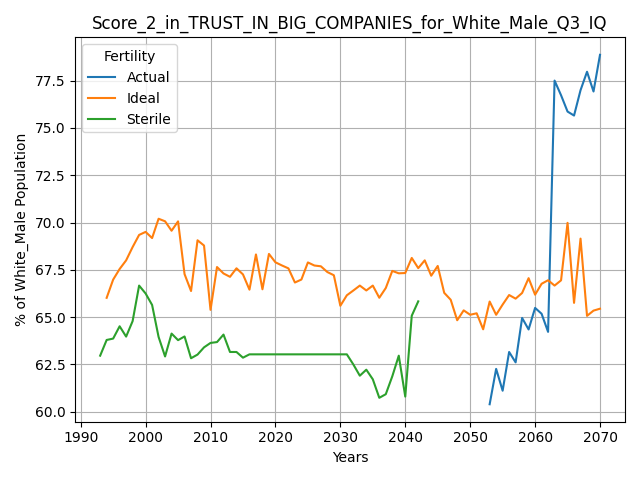 Score_2_in_TRUST_IN_BIG_COMPANIES_for_White_Male_Q3_IQ
Fertility
Actual
Ideal
Sterile
% of White_Male Population
77.5
75.0
72.5
70.0
67.5
65.0
62.5
60.0
1990 2000 2010 2020 2030 2040 2050 2060 2070
Years